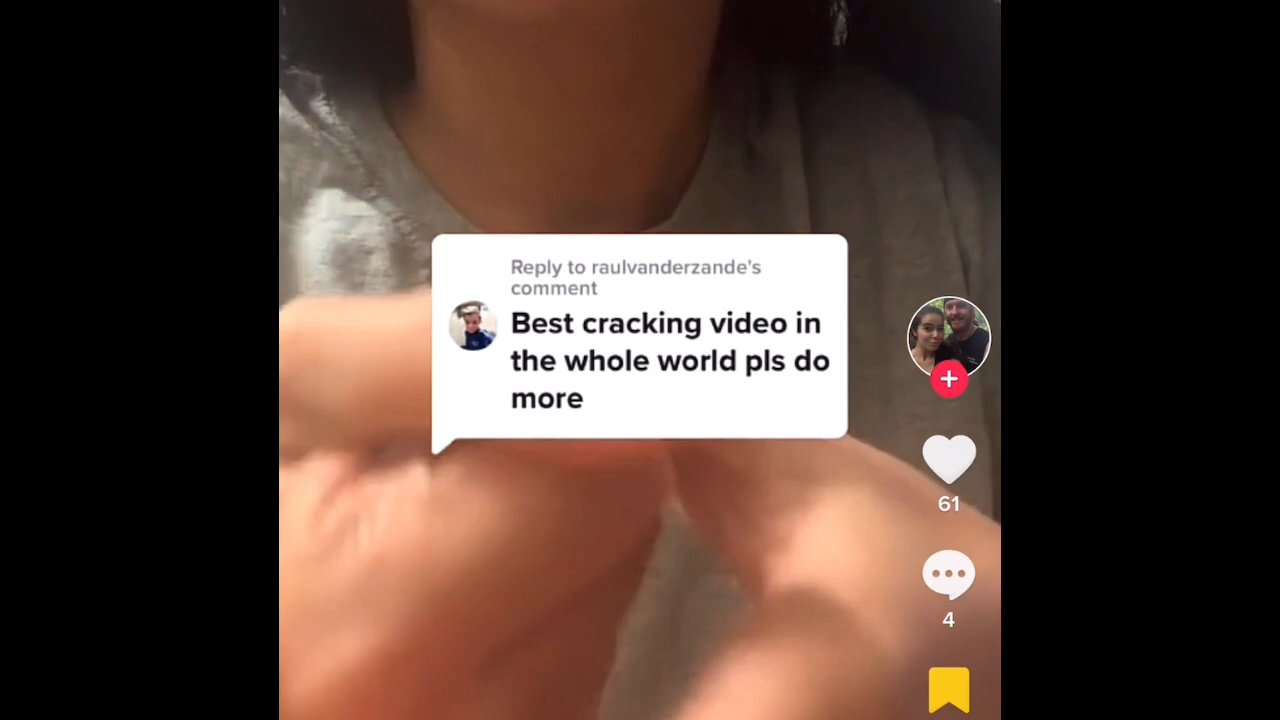 Reply to raulvanderzande's
comment
Best cracking video in
the whole world pls do
more
61
4